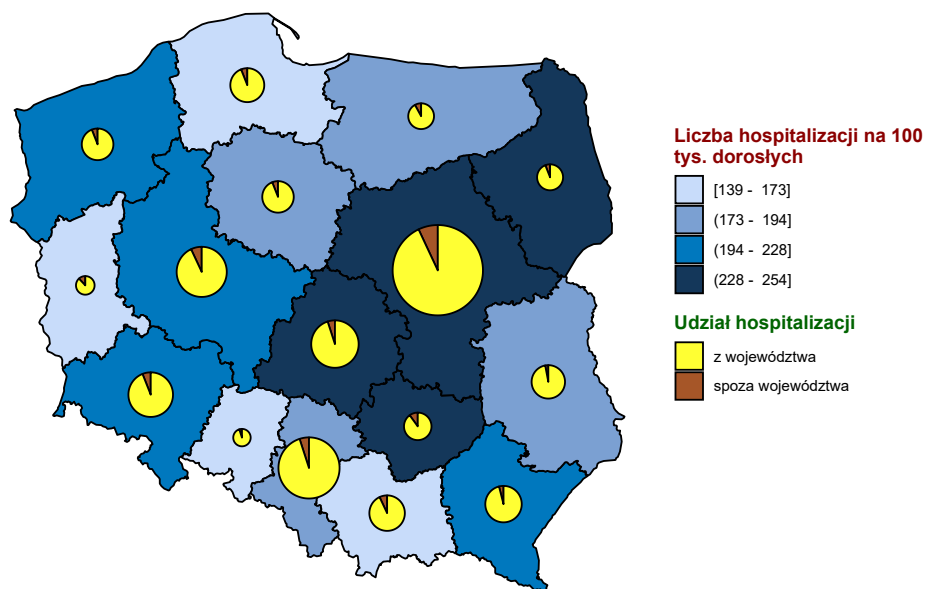 Liczba hospitalizacji na 100
tys. dorosłych
[139 - 173]
(173 - 194]
(194 - 228]
(228 - 254]
Udział hospitalizacji
z województwa
spoza województwa